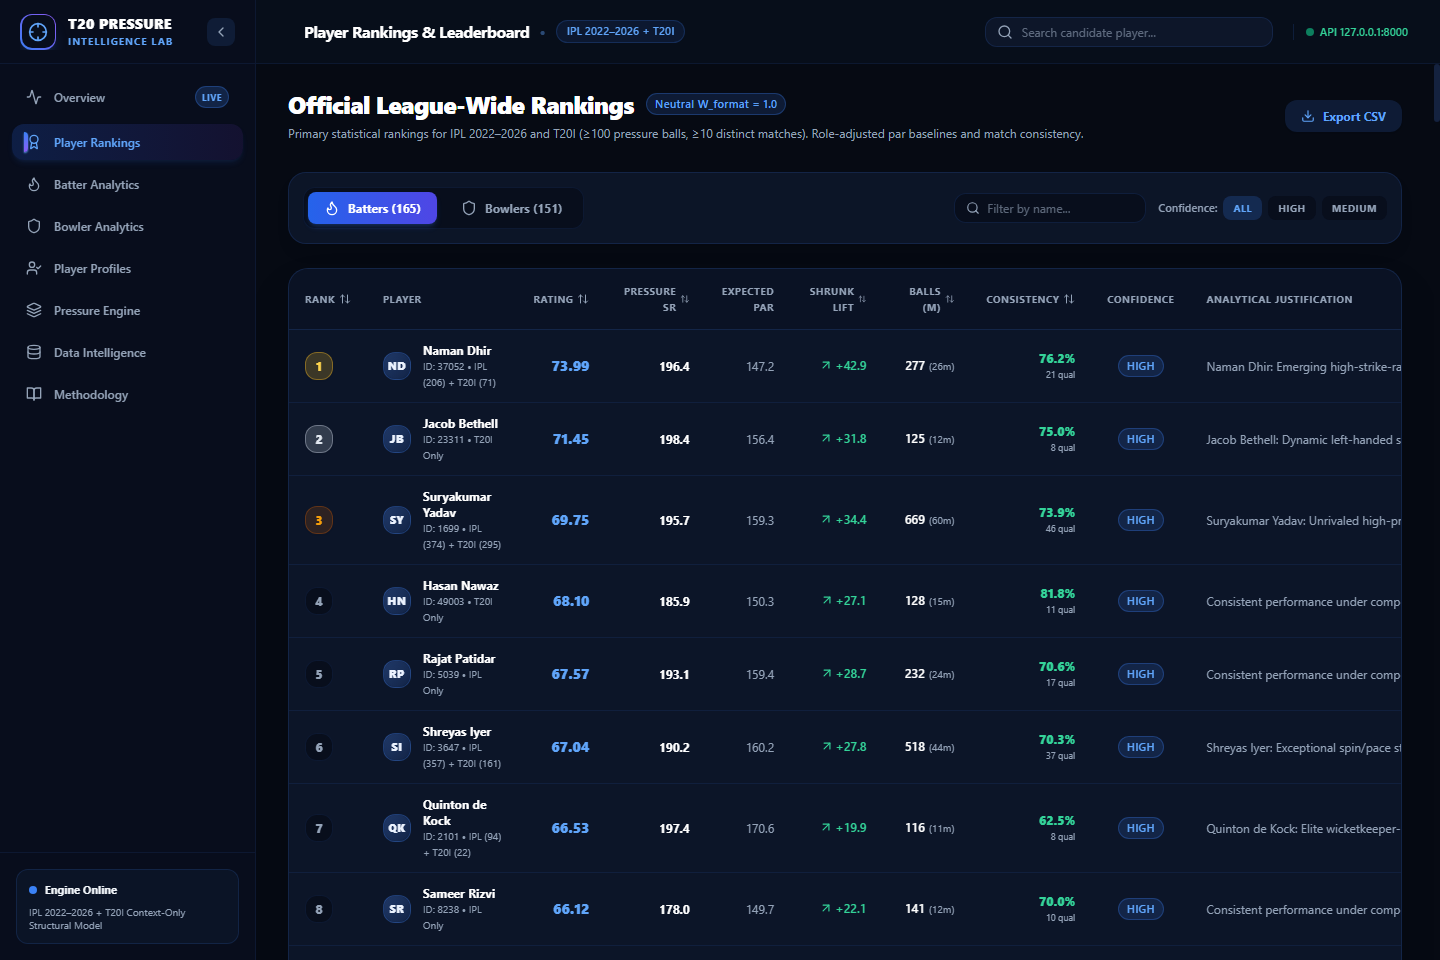 T20 PRESSURE
INTELLIGENCE LAB
Player Rankings & Leaderboard • IPL 2022–2026 + T20I
Search candidate player...
API 127.0.0.1:8000
Overview LIVE
Player Rankings
Batter Analytics
Bowler Analytics
Player Profiles
Pressure Engine
Data Intelligence
Methodology
Engine Online
IPL 2022–2026 + T20I Context-Only
Structural Model
Official League-Wide Rankings Neutral W_format = 1.0
Primary statistical rankings for IPL 2022–2026 and T20I (≥100 pressure balls, ≥10 distinct matches). Role-adjusted par baselines and match consistency.
Export CSV
Batters (165) Bowlers (151)
Filter by name... Confidence: ALL HIGH MEDIUM
RANK PLAYER RATING PRESSURE SR EXPECTED PAR SHRUNK LIFT BALLS (M) CONSISTENCY CONFIDENCE ANALYTICAL JUSTIFICATION
1 ND Naman Dhir 73.99 196.4 147.2 +42.9 277 (26m) 76.2% HIGH Naman Dhir: Emerging high-strike-ra
ID: 37052 • IPL
(206) + T20I (71)
21 qual
2 JB Jacob Bethell 71.45 198.4 156.4 +31.8 125 (12m) 75.0% HIGH Jacob Bethell: Dynamic left-handed s
ID: 23311 • T20I
Only
8 qual
3 SY Suryakumar
Yadav 69.75 195.7 159.3 +34.4 669 (60m) 73.9% HIGH Suryakumar Yadav: Unrivaled high-pr
ID: 1699 • IPL
(374) + T20I (295)
46 qual
4 HN Hasan Nawaz 68.10 185.9 150.3 +27.1 128 (15m) 81.8% HIGH Consistent performance under comp
ID: 49003 • T20I
Only
11 qual
5 RP Rajat Patidar 67.57 193.1 159.4 +28.7 232 (24m) 70.6% HIGH Consistent performance under comp
ID: 5039 • IPL
Only
17 qual
6 SI Shreyas Iyer 67.04 190.2 160.2 +27.8 518 (44m) 70.3% HIGH Shreyas Iyer: Exceptional spin/pace st
ID: 3647 • IPL
(357) + T20I (161)
37 qual
7 QK Quinton de
Kock 66.53 197.4 170.6 +19.9 116 (11m) 62.5% HIGH Quinton de Kock: Elite wicketkeeper-
ID: 2101 • IPL (94)
+ T20I (22)
8 qual
8 SR Sameer Rizvi 66.12 178.0 149.7 +22.1 141 (12m) 70.0% HIGH Consistent performance under comp
ID: 8238 • IPL
Only
10 qual